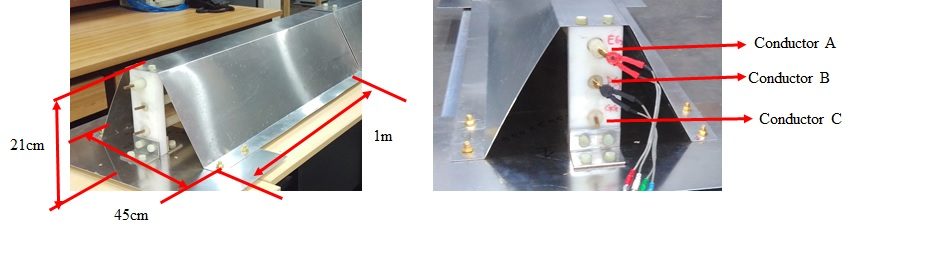 21cm
45cm
1m
Conductor A
Conductor B
Conductor C